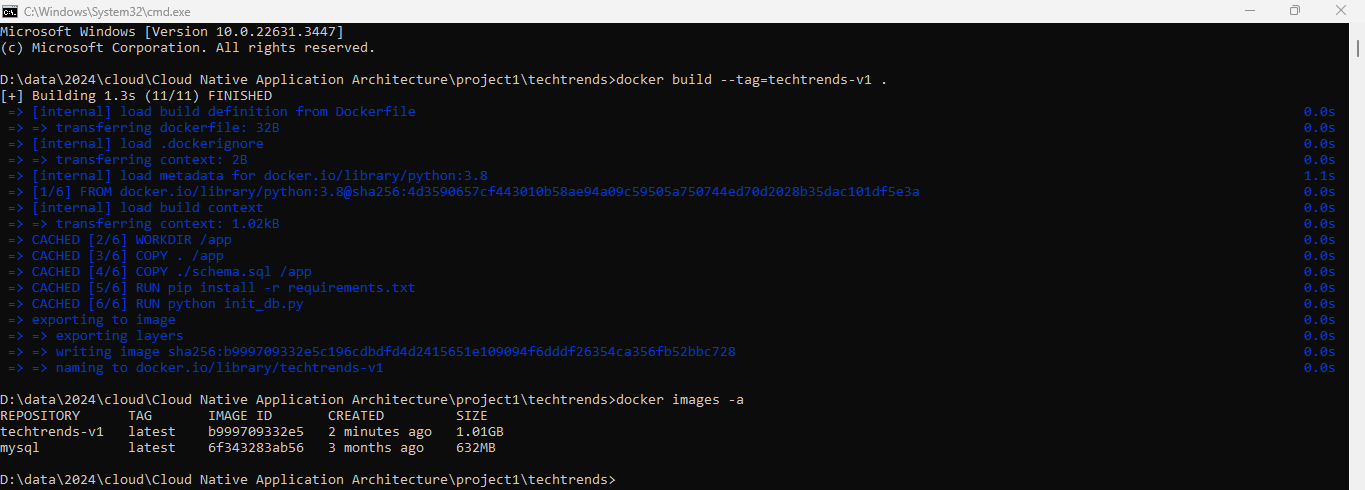 C:\Windows\System32\cmd.exe
Microsoft Windows [Version 10.0.22631.3447]
(c) Microsoft Corporation. All rights reserved.
D:\data\2024\cloud\Cloud Native Application Architecture\project1\techtrends>docker build --tag=techtrends-v1 .
[+] Building 1.3s (11/11) FINISHED
=> [internal] load build definition from Dockerfile 0.0s
=> => transferring dockerfile: 32B 0.0s
=> [internal] load .dockerignore 0.0s
=> => transferring context: 2B 0.0s
=> [internal] load metadata for docker.io/library/python:3.8 1.1s
=> [1/6] FROM docker.io/library/python:3.8@sha256:4d3590657cf443010b58ae94a09c59505a750744ed70d2028b35dac101df5e3a 0.0s
=> [internal] load build context 0.0s
=> => transferring context: 1.02kB 0.0s
=> CACHED [2/6] WORKDIR /app 0.0s
=> CACHED [3/6] COPY . /app 0.0s
=> CACHED [4/6] COPY ./schema.sql /app 0.0s
=> CACHED [5/6] RUN pip install -r requirements.txt 0.0s
=> CACHED [6/6] RUN python init_db.py 0.0s
=> exporting to image 0.0s
=> => exporting layers 0.0s
=> => writing image sha256:b999709332e5c196cdbdfd4d2415651e109094f6dddf26354ca356fb52bbc728 0.0s
=> => naming to docker.io/library/techtrends-v1 0.0s
D:\data\2024\cloud\Cloud Native Application Architecture\project1\techtrends>docker images -a
REPOSITORY TAG IMAGE ID CREATED SIZE
techtrends-v1 latest b999709332e5 2 minutes ago 1.01GB
mysql latest 6f343283ab56 3 months ago 632MB
D:\data\2024\cloud\Cloud Native Application Architecture\project1\techtrends>